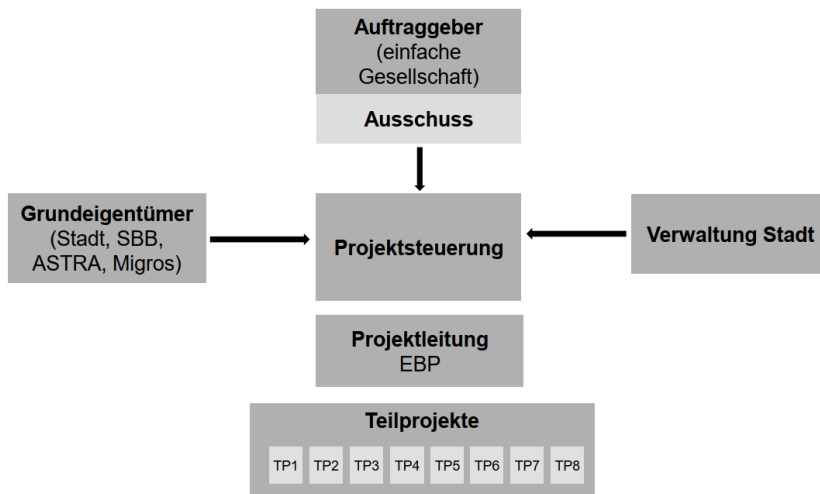 Auftraggeber
(einfache
Gesellschaft)
Ausschuss
Grundeigentümer
(Stadt, SBB,
ASTRA, Migros)
Projektsteuerung
Verwaltung Stadt
Projektleitung
EBP
Teilprojekte
TP1 TP2 TP3 TP4 TP5 TP6 TP7 TP8